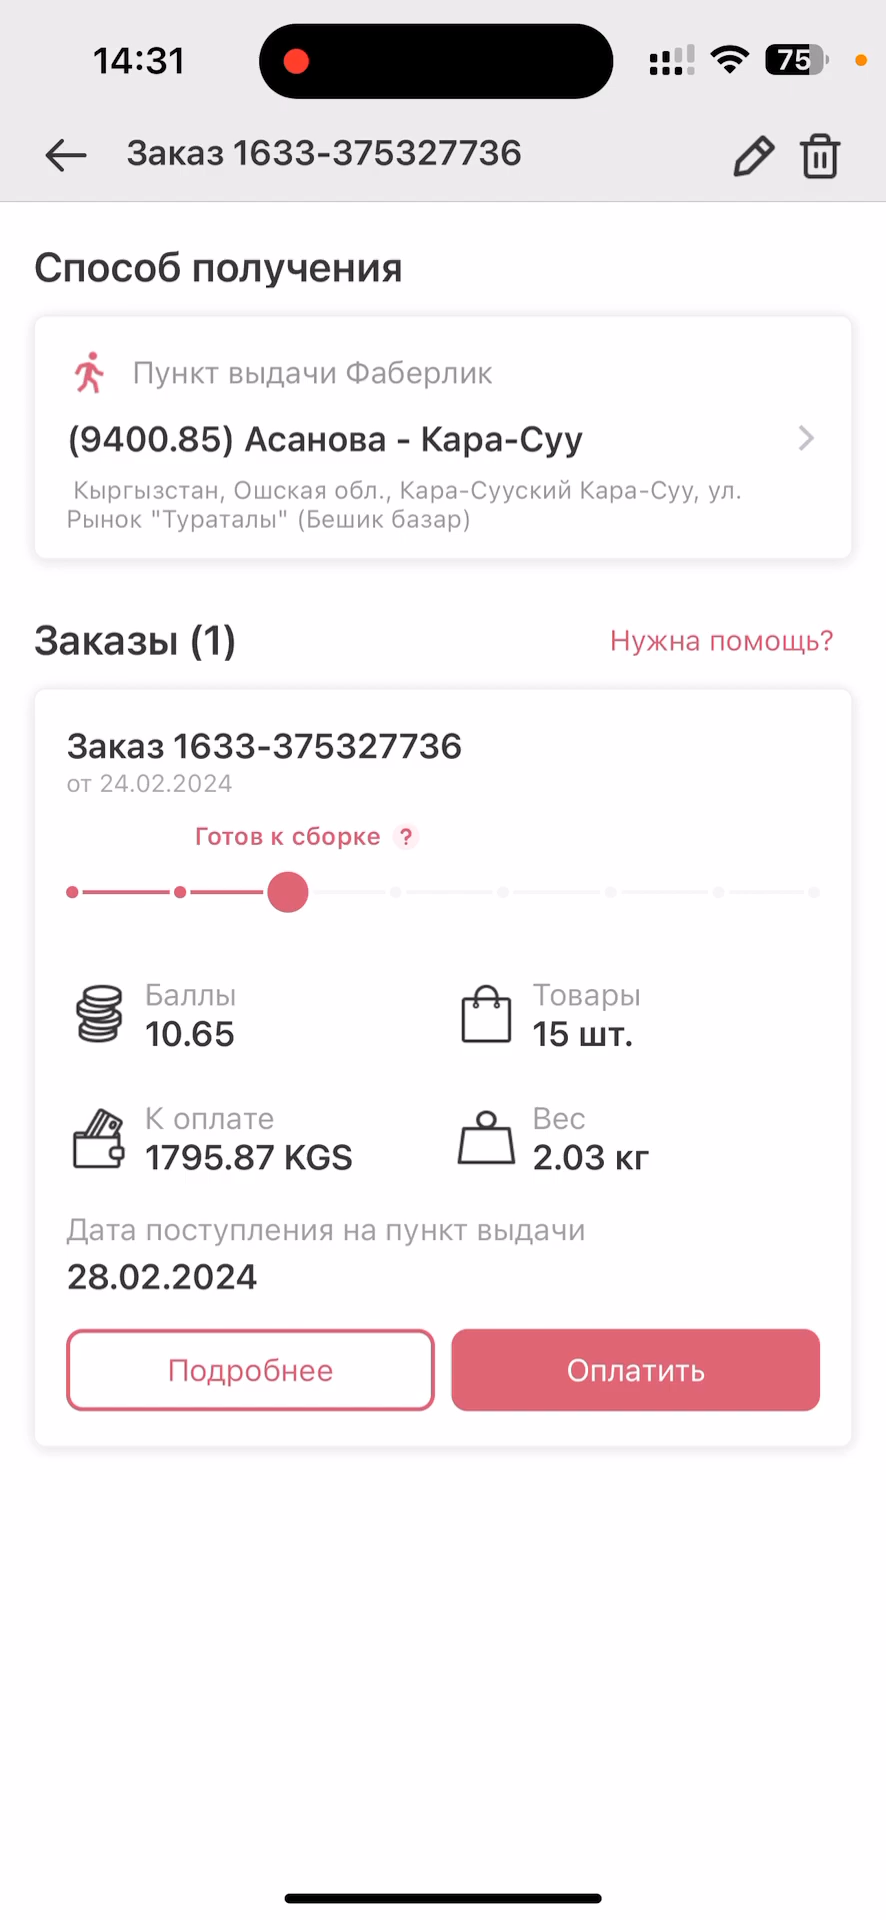 14:31
75
Заказ 1633-375327736
Способ получения
Пункт выдачи Фаберлик
(9400.85) Асанова - Кара-Суу
Кыргызстан, Ошская обл., Кара-Сууский Кара-Суу, ул.
Рынок "Тураталы" (Бешик базар)
Заказы (1)
Нужна помощь?
Заказ 1633-375327736
от 24.02.2024
Готов к сборке ?
Баллы
10.65
Товары
15 шт.
К оплате
1795.87 KGS
Вес
2.03 кг
Дата поступления на пункт выдачи
28.02.2024
Подробнее
Оплатить